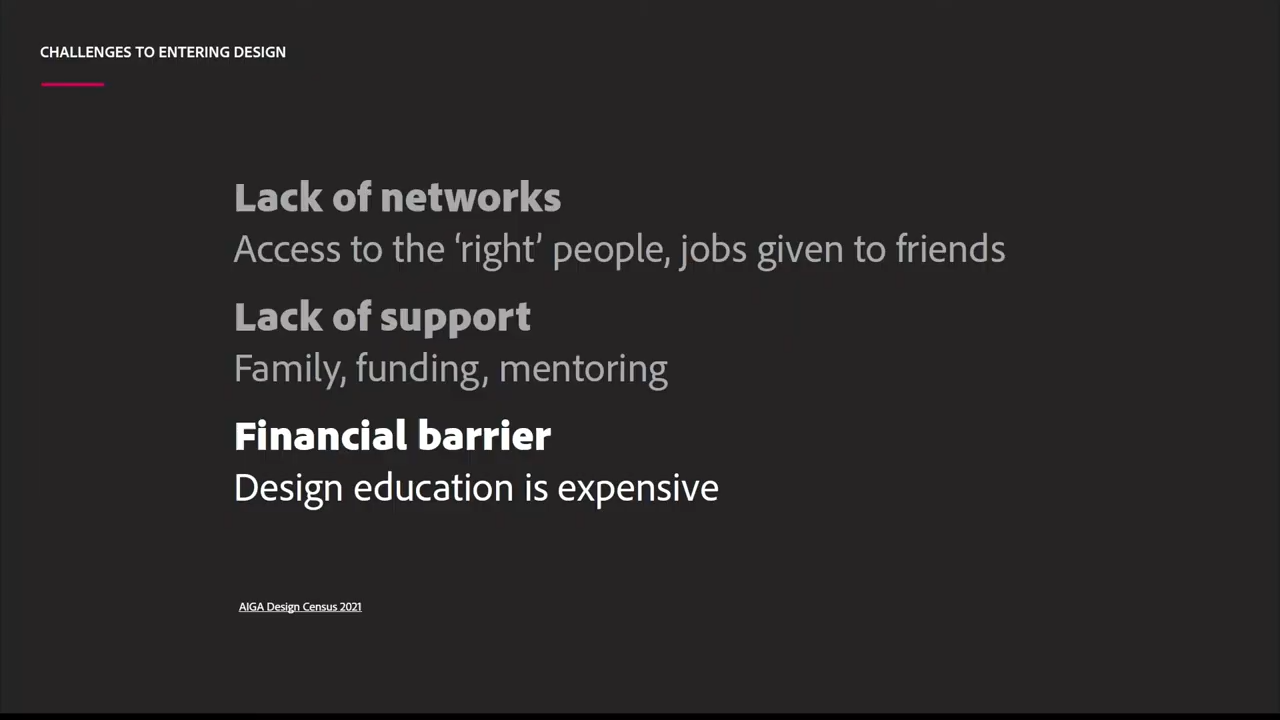 CHALLENGES TO ENTERING DESIGN
Lack of networks
Access to the ‘right’ people, jobs given to friends
Lack of support
Family, funding, mentoring
Financial barrier
Design education is expensive
AIGA Design Census 2021